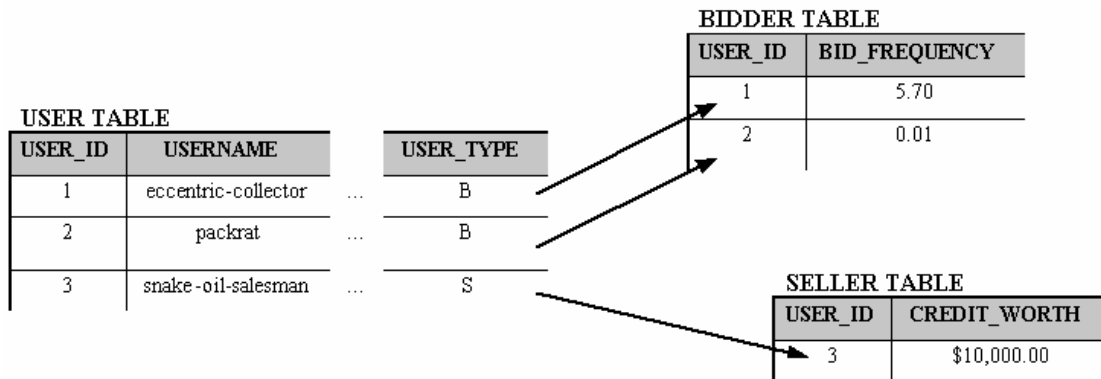 BIDDER TABLE
USER_ID BID_FREQUENCY
1 5.70
2 0.01
USER TABLE
USER_ID USERNAME USER_TYPE
1 eccentric-collector ... B
2 packrat ... B
3 snake-oil-salesman ... S
SELLER TABLE
USER_ID CREDIT_WORTH
3 $10,000.00